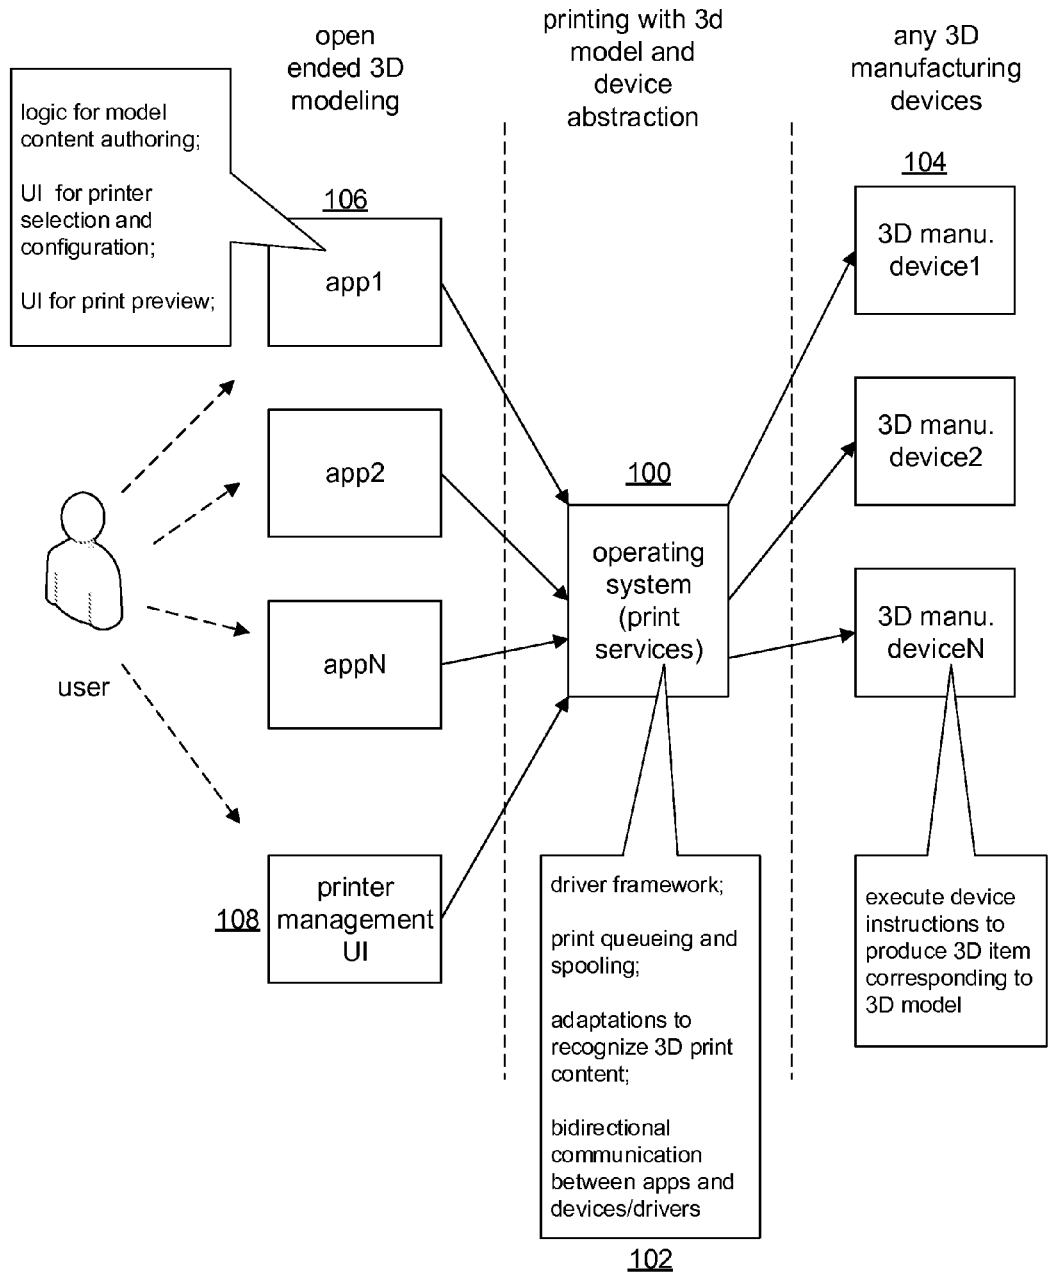 open
ended 3D
modeling
printing with 3d
model and
device
abstraction
any 3D
manufacturing
devices
logic for model
content authoring;
UI for printer
selection and
configuration;
UI for print preview;
106
app1
app2
appN
user
108
printer
management
UI
100
operating
system
(print
services)
104
3D manu.
device1
3D manu.
device2
3D manu.
deviceN
driver framework;
print queueing and
spooling;
adaptations to
recognize 3D print
content;
bidirectional
communication
between apps and
devices/drivers
102
execute device
instructions to
produce 3D item
corresponding to
3D model